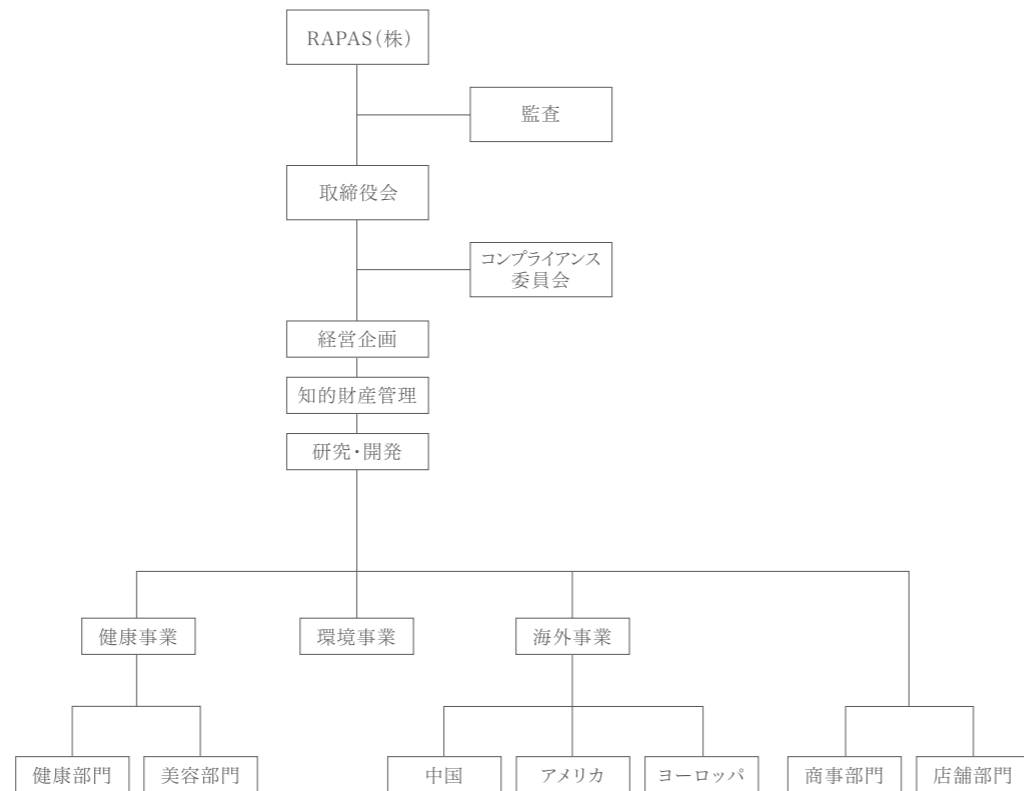 RAPAS(株)
監査
取締役会
コンプライアンス
委員会
経営企画
知的財産管理
研究・開発
健康事業
環境事業
海外事業
健康部門
美容部門
中国
アメリカ
ヨーロッパ
商事部門
店舗部門